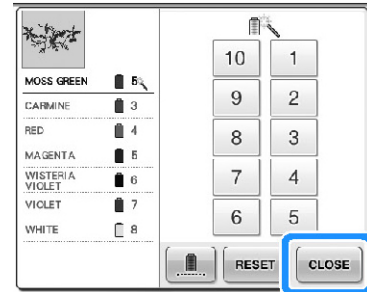 MOSS GREEN 5
CARMINE 3
RED 4
MAGENTA 5
WISTERIA
VIOLET 6
VIOLET 7
WHITE 8
10 1
9 2
8 3
7 4
6 5
RESET CLOSE